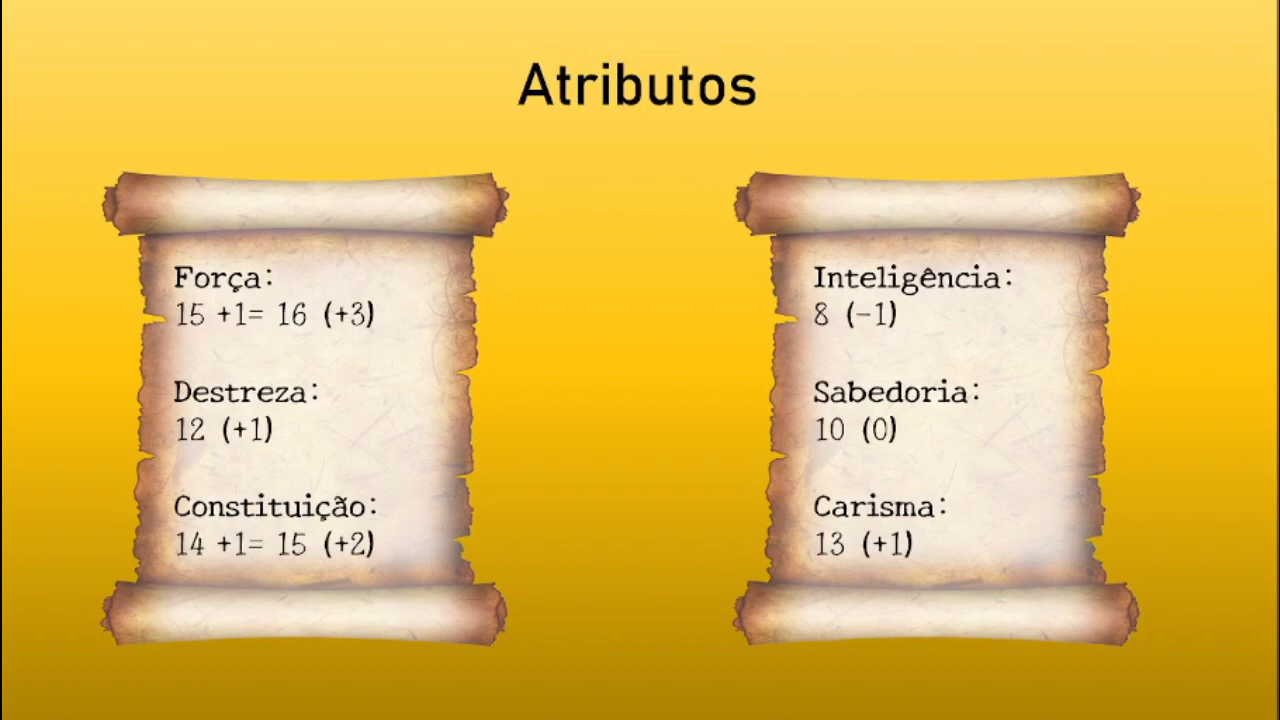 Atributos
Força:
15 +1= 16 (+3)
Destreza:
12 (+1)
Constituição:
14 +1= 15 (+2)
Inteligência:
8 (-1)
Sabedoria:
10 (0)
Carisma:
13 (+1)